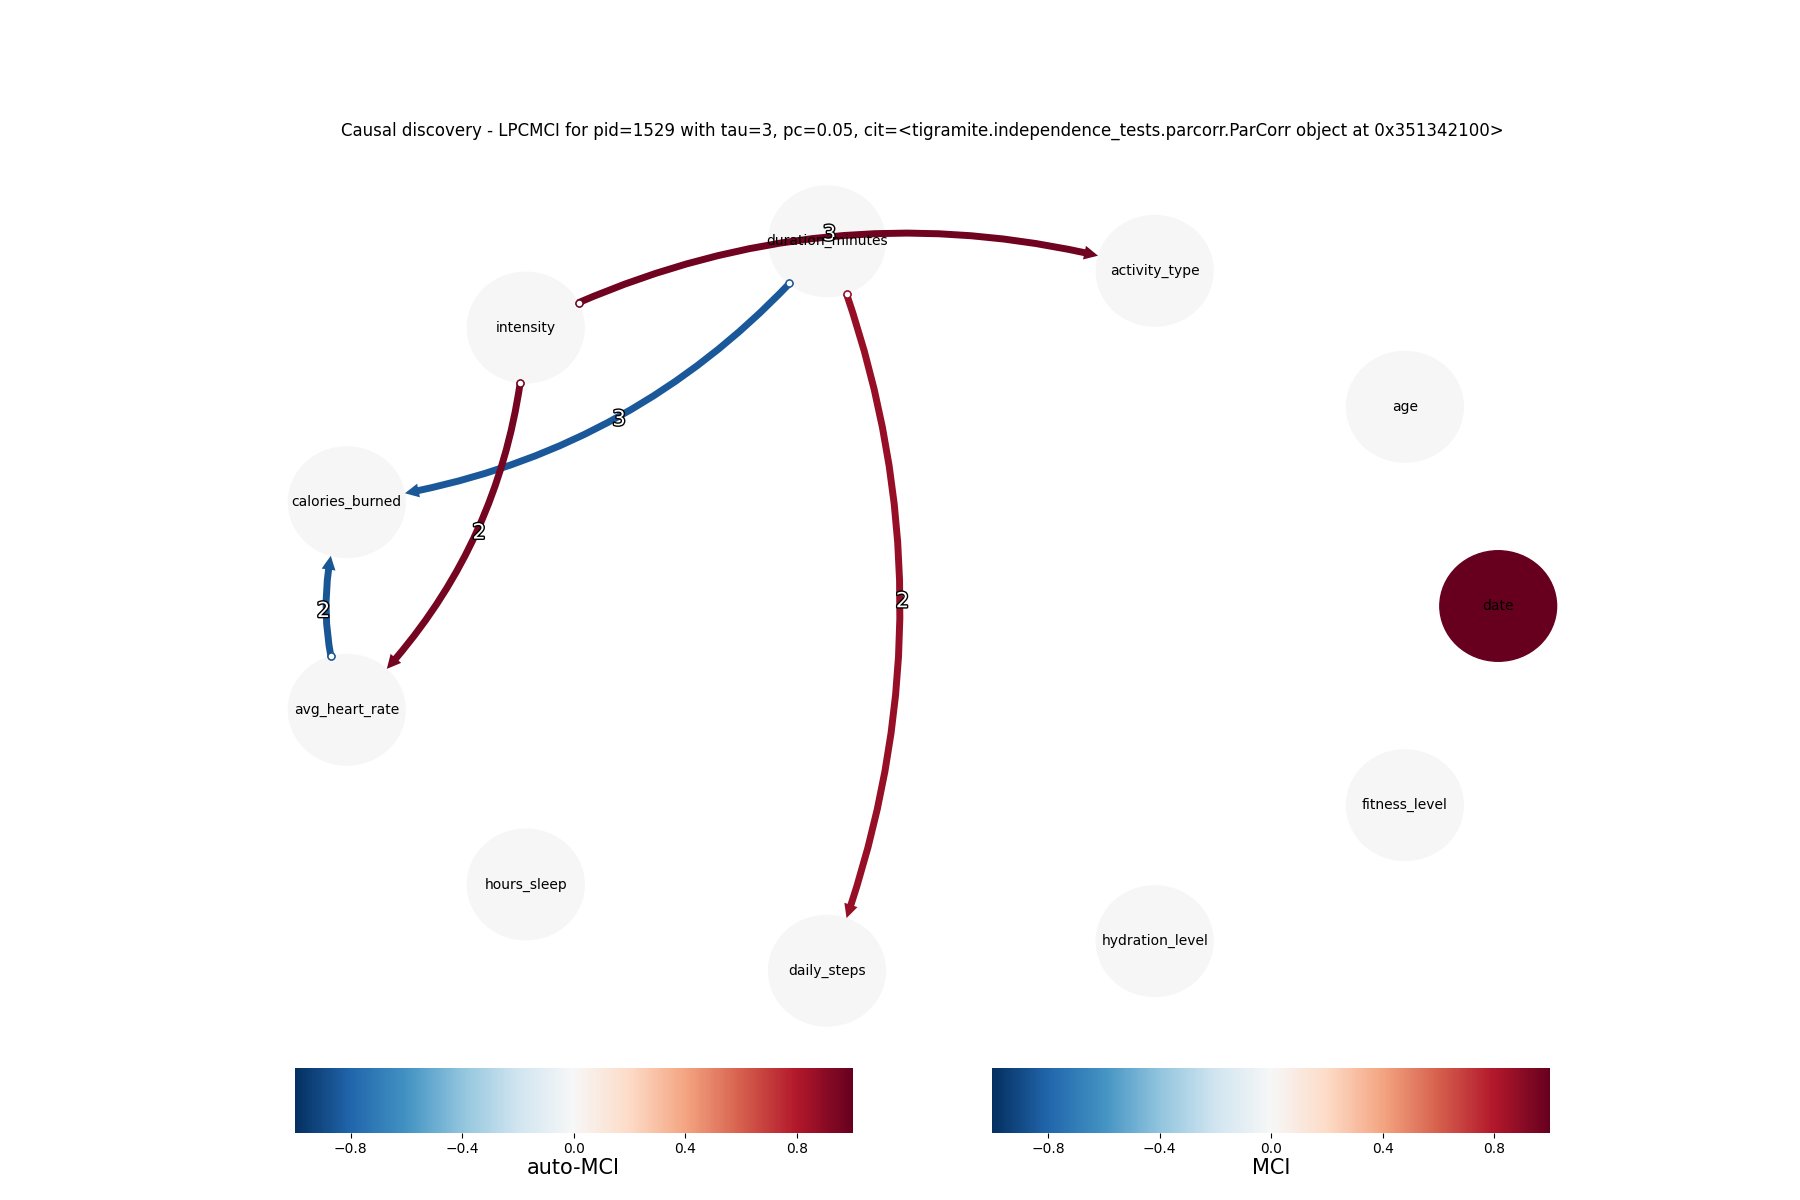 Causal discovery - LPCMCI for pid=1529 with tau=3, pc=0.05, cit=<tigramite.independence_tests.parcorr.ParCorr object at 0x351342100>
3
duration_minutes
activity_type
intensity
age
3
calories_burned
2
2
2
date
avg_heart_rate
fitness_level
hours_sleep
hydration_level
daily_steps
−0.8 −0.4 0.0 0.4 0.8
auto-MCI
−0.8 −0.4 0.0 0.4 0.8
MCI